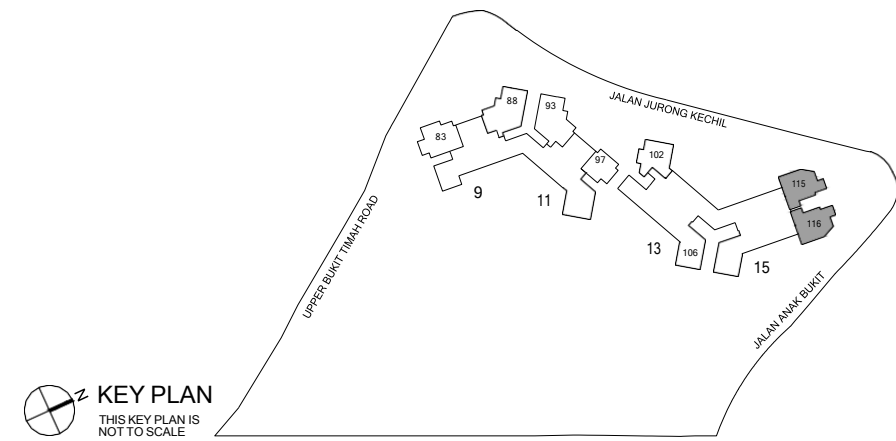 88
93
JALAN JURONG KECHIL
83
97
102
115
9
11
116
13
106
15
UPPER BUKIT TIMAH ROAD
JALAN ANAK BUKIT
N
KEY PLAN
THIS KEY PLAN IS
NOT TO SCALE